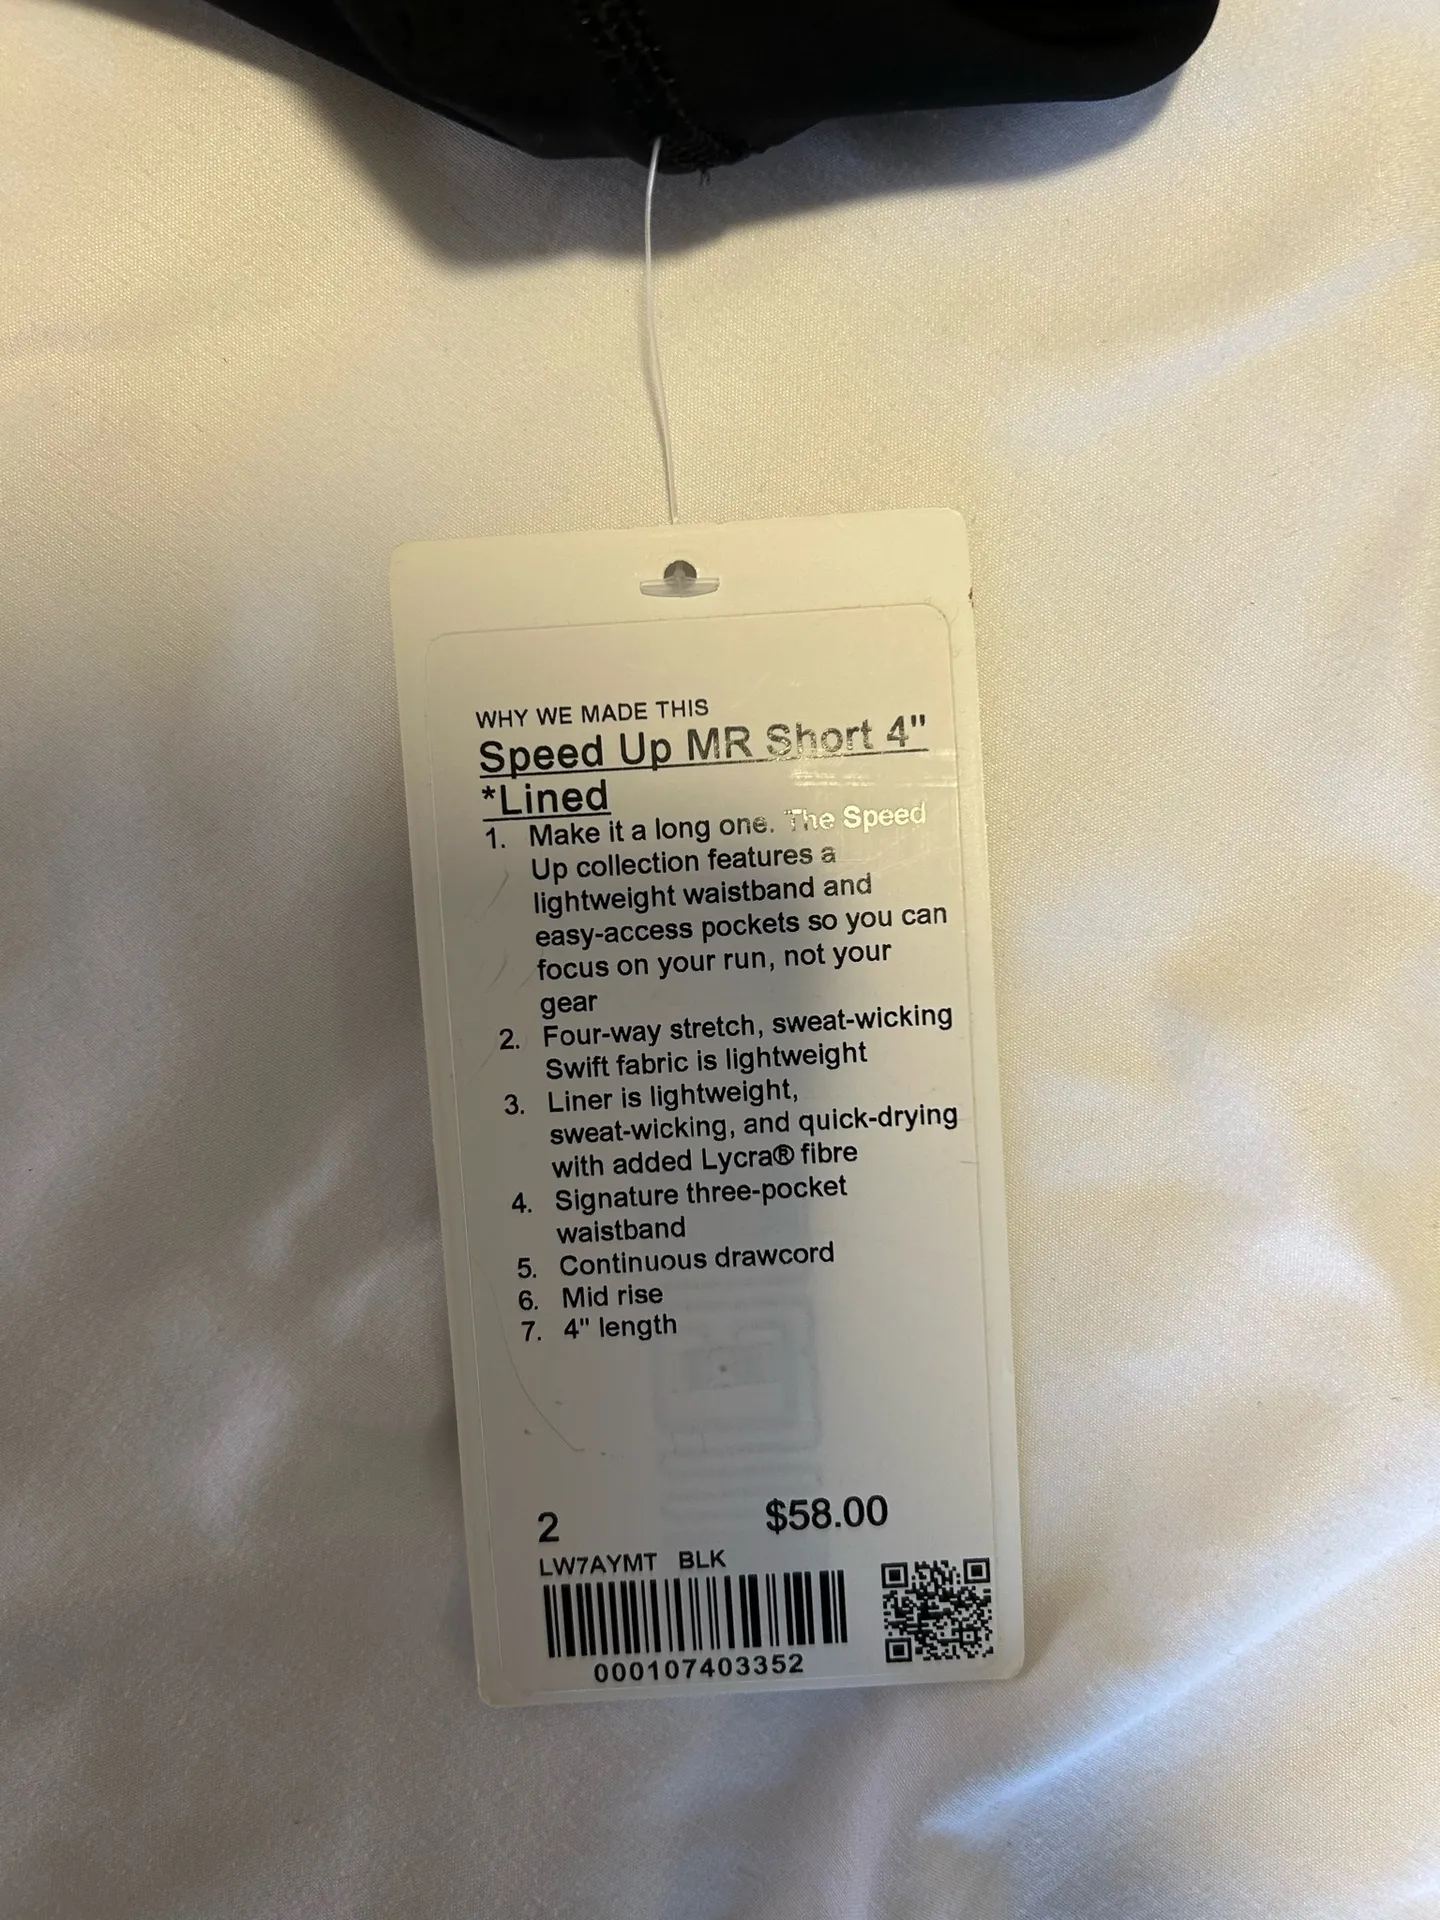 WHY WE MADE THIS
Speed Up MR Short 4"
*Lined
1. Make it a long one. The Speed
Up collection features a
lightweight waistband and
easy-access pockets so you can
focus on your run, not your
gear
2. Four-way stretch, sweat-wicking
Swift fabric is lightweight
3. Liner is lightweight,
sweat-wicking, and quick-drying
with added Lycra® fibre
4. Signature three-pocket
waistband
5. Continuous drawcord
6. Mid rise
7. 4" length
2 $58.00
LW7AYMT BLK
000107403352